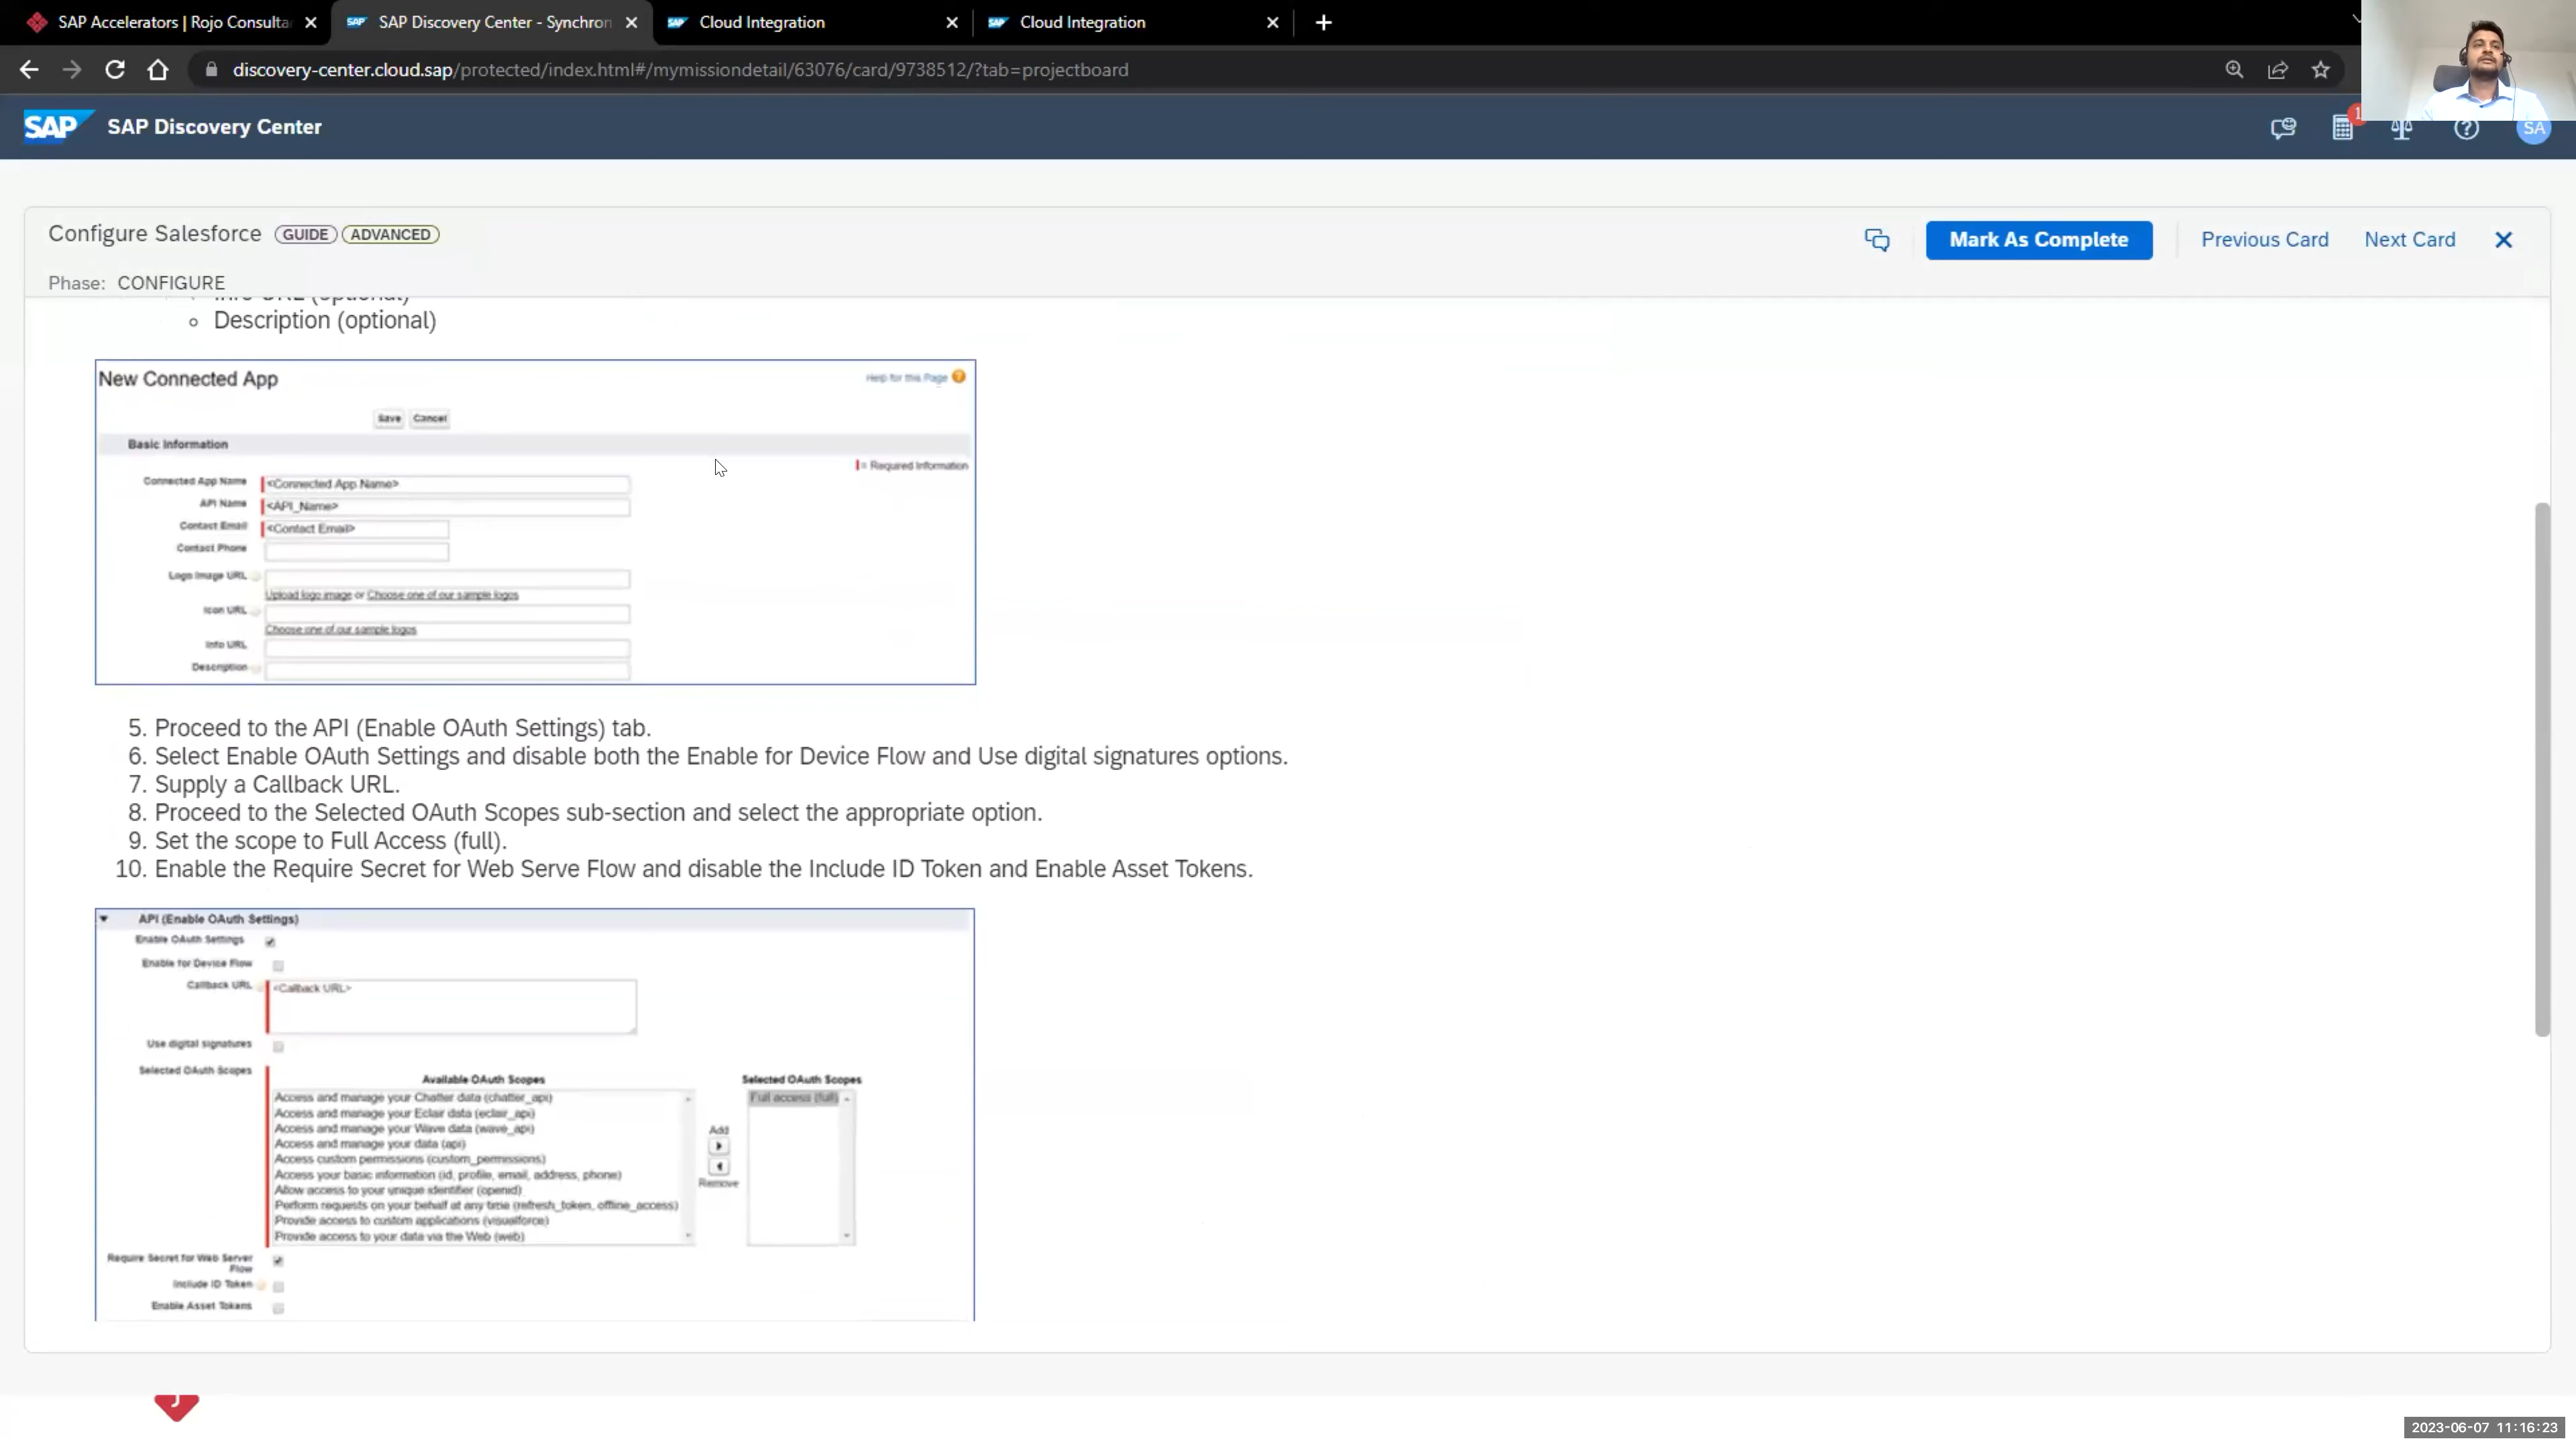 SAP Accelerators | Rojo Consulta
SAP Discovery Center - Synchron
Cloud Integration
Cloud Integration
discovery-center.cloud.sap/protected/index.html#/mymissiondetail/63076/card/9738512/?tab=projectboard
SAP
SAP Discovery Center
1
SA
Configure Salesforce GUIDE ADVANCED
Mark As Complete
Previous Card
Next Card
Phase: CONFIGURE
Info URL (optional)
Description (optional)
New Connected App
Help for this Page
Save Cancel
Basic Information
= Required Information
Connected App Name <Connected App Name>
API Name <API_Name>
Contact Email <Contact Email>
Contact Phone
Logo Image URL
Upload logo image or Choose one of our sample logos
Icon URL
Choose one of our sample logos
Info URL
Description
5. Proceed to the API (Enable OAuth Settings) tab.
6. Select Enable OAuth Settings and disable both the Enable for Device Flow and Use digital signatures options.
7. Supply a Callback URL.
8. Proceed to the Selected OAuth Scopes sub-section and select the appropriate option.
9. Set the scope to Full Access (full).
10. Enable the Require Secret for Web Serve Flow and disable the Include ID Token and Enable Asset Tokens.
API (Enable OAuth Settings)
Enable OAuth Settings
Enable for Device Flow
Callback URL <Callback URL>
Use digital signatures
Selected OAuth Scopes
Available OAuth Scopes
Selected OAuth Scopes
Access and manage your Chatter data (chatter_api)
Full access (full)
Access and manage your Eclair data (eclair_api)
Access and manage your Wave data (wave_api)
Access and manage your data (api)
Access custom permissions (custom_permissions)
Access your basic information (id, profile, email, address, phone)
Allow access to your unique identifier (openid)
Perform requests on your behalf at any time (refresh_token, offline_access)
Provide access to custom applications (visualforce)
Provide access to your data via the Web (web)
Add
Remove
Require Secret for Web Server
Flow
Include ID Token
Enable Asset Tokens
2023-06-07 11:16:23